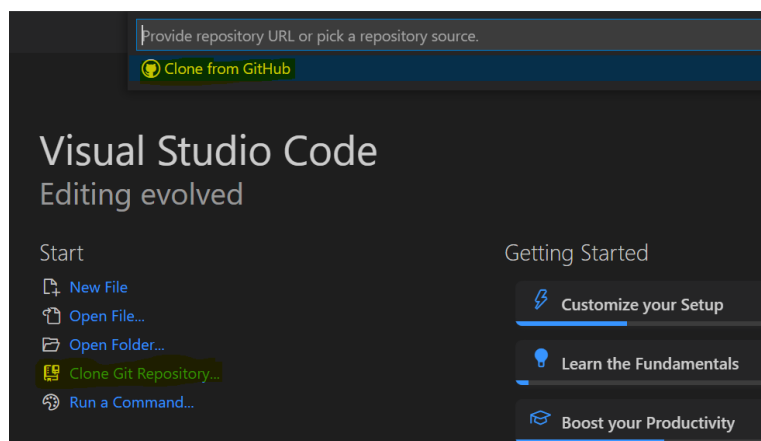 Provide repository URL or pick a repository source.
Clone from GitHub
Visual Studio Code
Editing evolved
Start
New File
Open File...
Open Folder...
Clone Git Repository...
Run a Command...
Getting Started
Customize your Setup
Learn the Fundamentals
Boost your Productivity